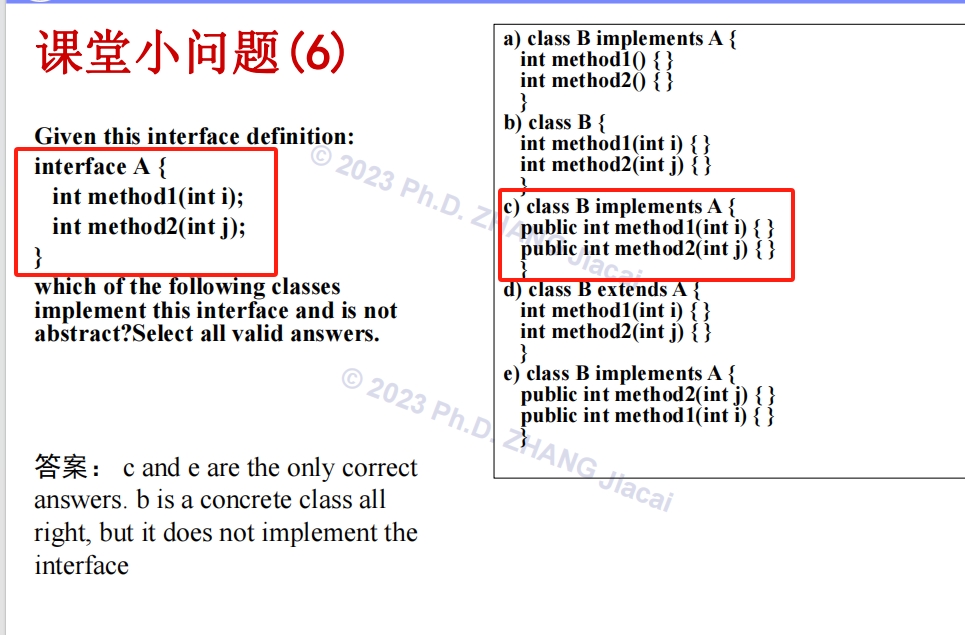 课堂小问题(6)
Given this interface definition:
interface A {
int method1(int i);
int method2(int j);
}
which of the following classes
implement this interface and is not
abstract?Select all valid answers.
答案： c and e are the only correct
answers. b is a concrete class all
right, but it does not implement the
interface
a) class B implements A {
int method1() { }
int method2() { }
}
b) class B {
int method1(int i) { }
int method2(int j) { }
}
c) class B implements A {
public int method1(int i) { }
public int method2(int j) { }
}
d) class B extends A {
int method1(int i) { }
int method2(int j) { }
}
e) class B implements A {
public int method2(int j) { }
public int method1(int i) { }
}
© 2023 Ph.D. ZHANG Jiacai
© 2023 Ph.D. ZHANG Jiacai